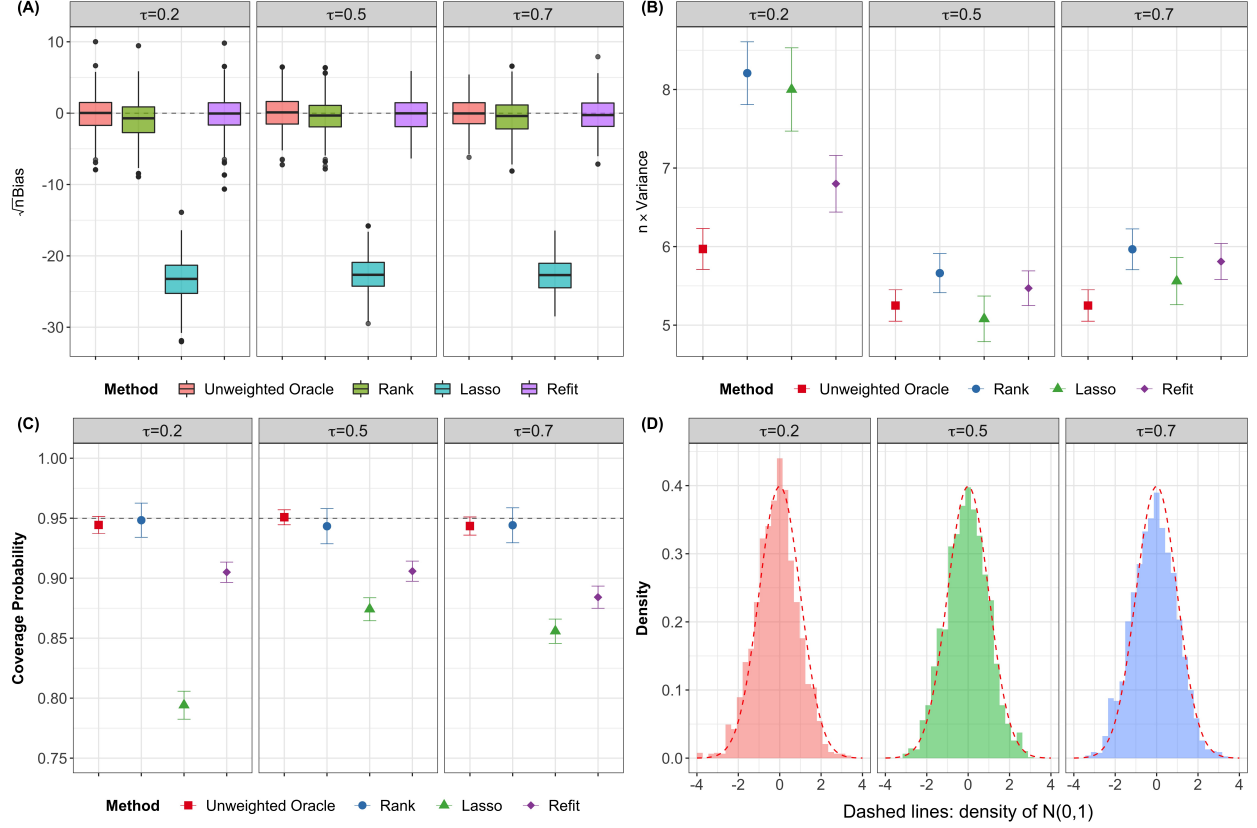 (A)
τ=0.2 τ=0.5 τ=0.7
10
0
-10
-20
-30
√nBias
Method Unweighted Oracle Rank Lasso Refit
(B)
τ=0.2 τ=0.5 τ=0.7
8
7
6
5
n × Variance
Method Unweighted Oracle Rank Lasso Refit
(C)
τ=0.2 τ=0.5 τ=0.7
1.00
0.95
0.90
0.85
0.80
0.75
Coverage Probability
Method Unweighted Oracle Rank Lasso Refit
(D)
τ=0.2 τ=0.5 τ=0.7
0.4
0.3
0.2
0.1
0.0
Density
-4 -2 0 2 4 -4 -2 0 2 4 -4 -2 0 2 4
Dashed lines: density of N(0,1)